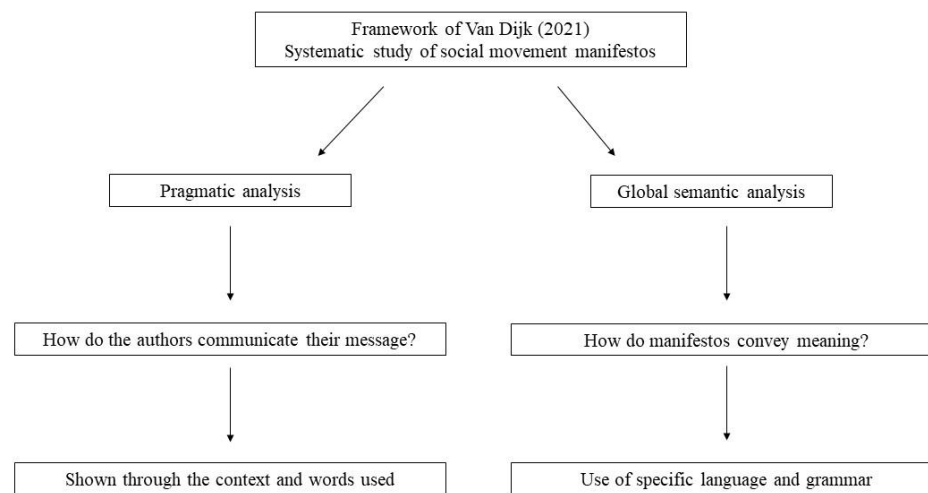 Framework of Van Dijk (2021)
Systematic study of social movement manifestos
Pragmatic analysis
Global semantic analysis
How do the authors communicate their message?
How do manifestos convey meaning?
Shown through the context and words used
Use of specific language and grammar